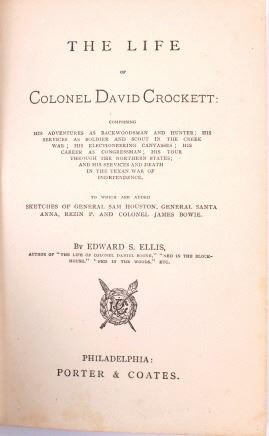 THE LIFE
OF
COLONEL DAVID CROCKETT:
COMPRISING
HIS ADVENTURES AS BACKWOODSMAN AND HUNTER; HIS
SERVICES AS SOLDIER AND SCOUT IN THE CREEK
WAR; HIS ELECTIONEERING CANVASSES; HIS
CAREER AS CONGRESSMAN; HIS TOUR
THROUGH THE NORTHERN STATES;
AND HIS SERVICES AND DEATH
IN THE TEXAN WAR OF
INDEPENDENCE.
TO WHICH ARE ADDED
SKETCHES OF GENERAL SAM HOUSTON, GENERAL SANTA
ANNA, REZIN P. AND COLONEL JAMES BOWIE.
BY EDWARD S. ELLIS,
AUTHOR OF "THE LIFE OF COLONEL DANIEL BOONE," "NED IN THE BLOCK-
HOUSE," "NED IN THE WOODS," ETC.
PHILADELPHIA:
PORTER & COATES.